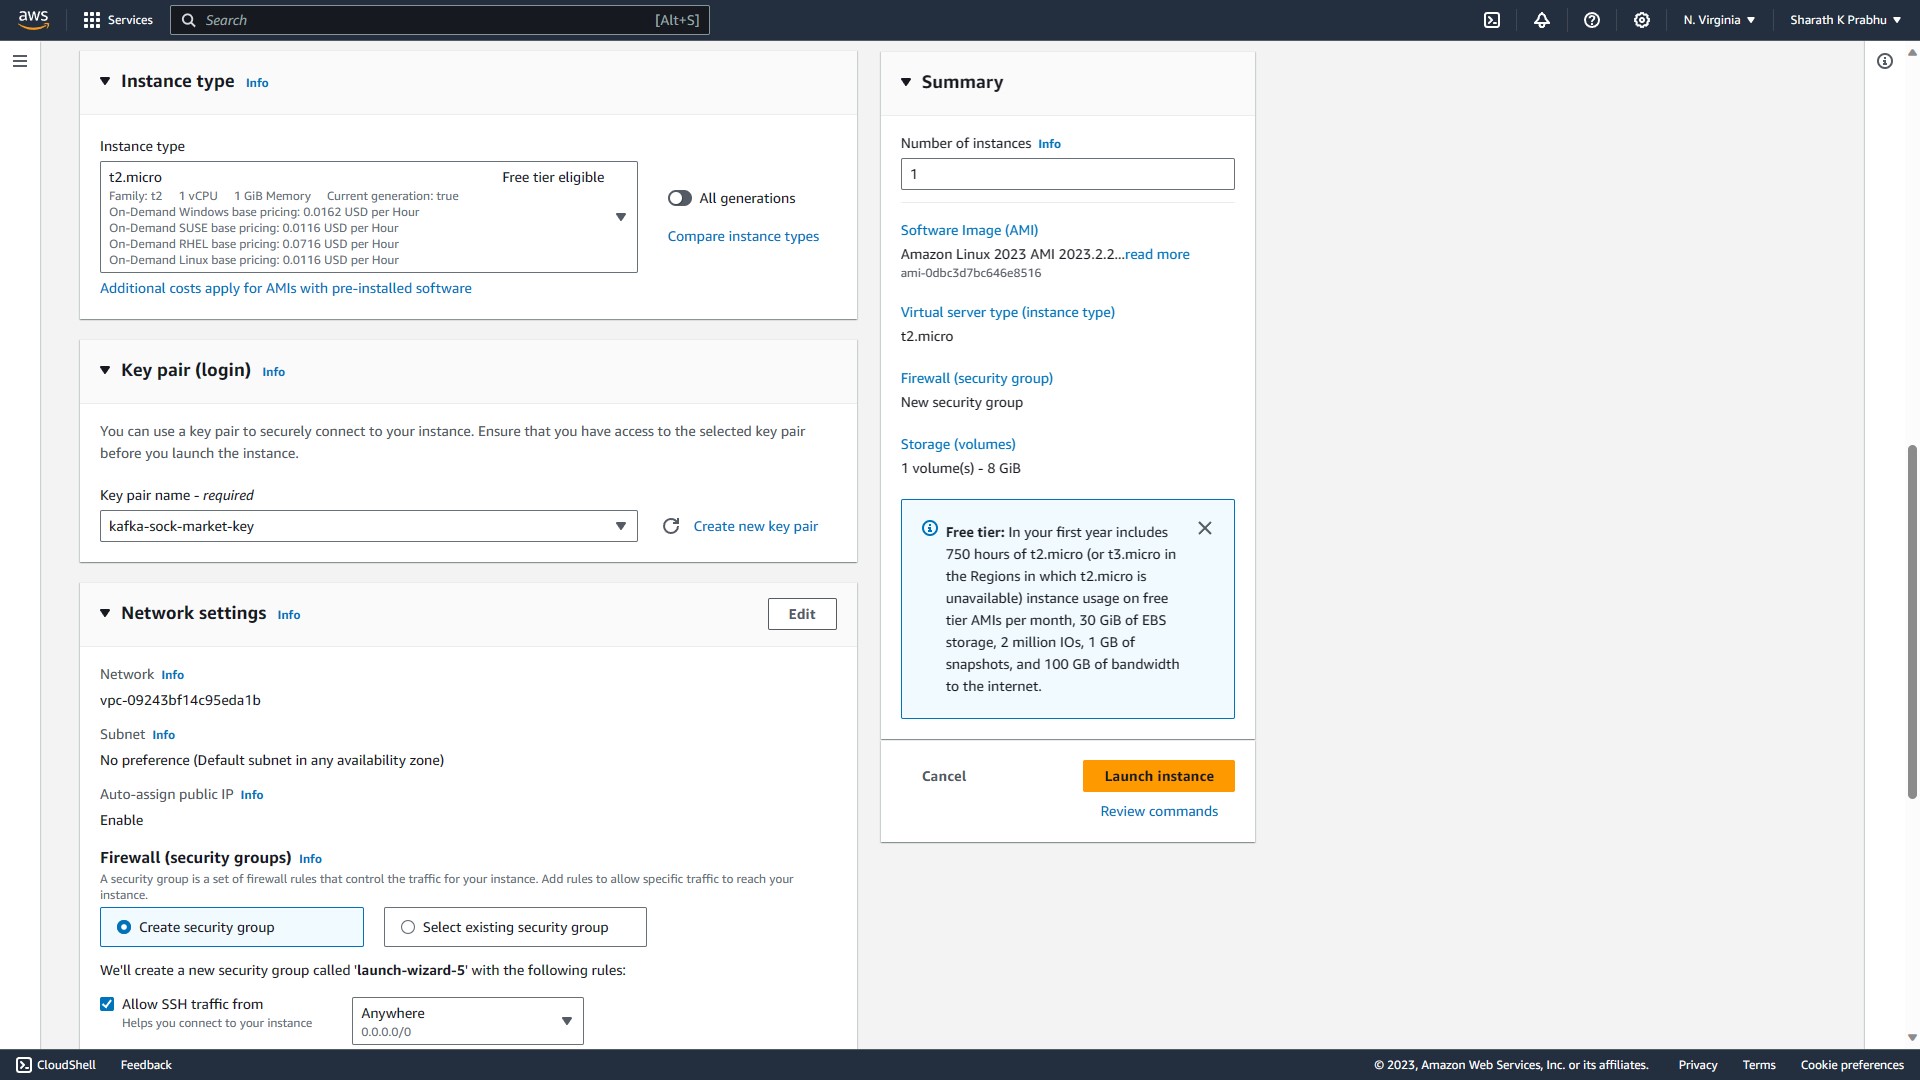 aws
Services
Search
[Alt+S]
N. Virginia
Sharath K Prabhu
Instance type Info
Instance type
t2.micro
Free tier eligible
Family: t2 1 vCPU 1 GiB Memory Current generation: true
On-Demand Windows base pricing: 0.0162 USD per Hour
On-Demand SUSE base pricing: 0.0116 USD per Hour
On-Demand RHEL base pricing: 0.0716 USD per Hour
On-Demand Linux base pricing: 0.0116 USD per Hour
All generations
Compare instance types
Additional costs apply for AMIs with pre-installed software
Key pair (login) Info
You can use a key pair to securely connect to your instance. Ensure that you have access to the selected key pair
before you launch the instance.
Key pair name - required
kafka-sock-market-key
Create new key pair
Network settings Info
Edit
Network Info
vpc-09243bf14c95eda1b
Subnet Info
No preference (Default subnet in any availability zone)
Auto-assign public IP Info
Enable
Firewall (security groups) Info
A security group is a set of firewall rules that control the traffic for your instance. Add rules to allow specific traffic to reach your
instance.
Create security group
Select existing security group
We'll create a new security group called 'launch-wizard-5' with the following rules:
Allow SSH traffic from
Helps you connect to your instance
Anywhere
0.0.0.0/0
Summary
Number of instances Info
1
Software Image (AMI)
Amazon Linux 2023 AMI 2023.2.2...read more
ami-0dbc3d7bc646e8516
Virtual server type (instance type)
t2.micro
Firewall (security group)
New security group
Storage (volumes)
1 volume(s) - 8 GiB
Free tier: In your first year includes
750 hours of t2.micro (or t3.micro in
the Regions in which t2.micro is
unavailable) instance usage on free
tier AMIs per month, 30 GiB of EBS
storage, 2 million IOs, 1 GB of
snapshots, and 100 GB of bandwidth
to the internet.
Cancel
Launch instance
Review commands
CloudShell
Feedback
© 2023, Amazon Web Services, Inc. or its affiliates.
Privacy
Terms
Cookie preferences